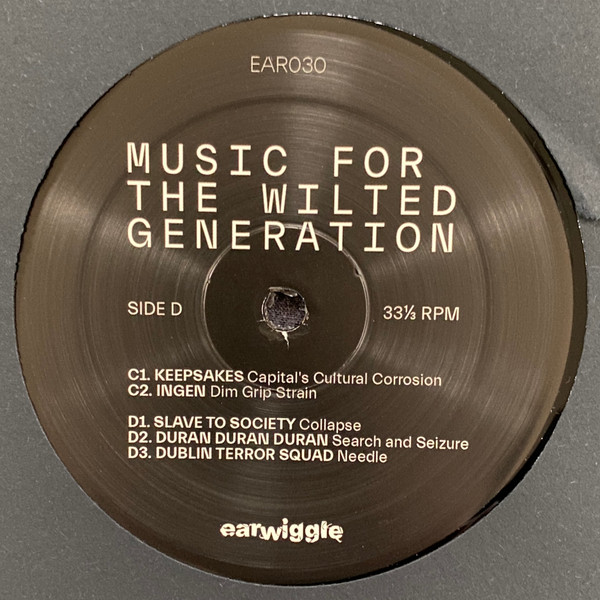 EAR030
MUSIC FOR
THE WILTED
GENERATION
SIDE D
33⅓ RPM
C1. KEEPSAKES Capital's Cultural Corrosion
C2. INGEN Dim Grip Strain
D1. SLAVE TO SOCIETY Collapse
D2. DURAN DURAN DURAN Search and Seizure
D3. DUBLIN TERROR SQUAD Needle
earwiggle